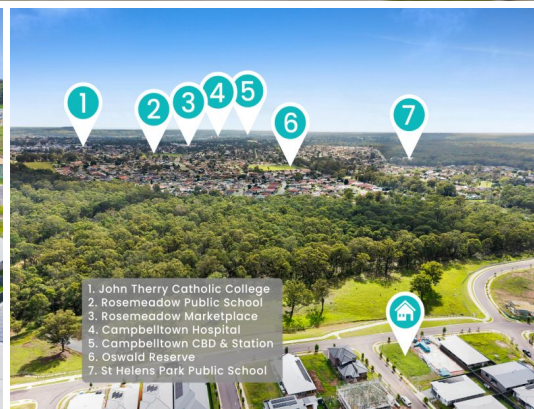 1
2
3
4
5
6
7
1. John Therry Catholic College
2. Rosemeadow Public School
3. Rosemeadow Marketplace
4. Campbelltown Hospital
5. Campbelltown CBD & Station
6. Oswald Reserve
7. St Helens Park Public School